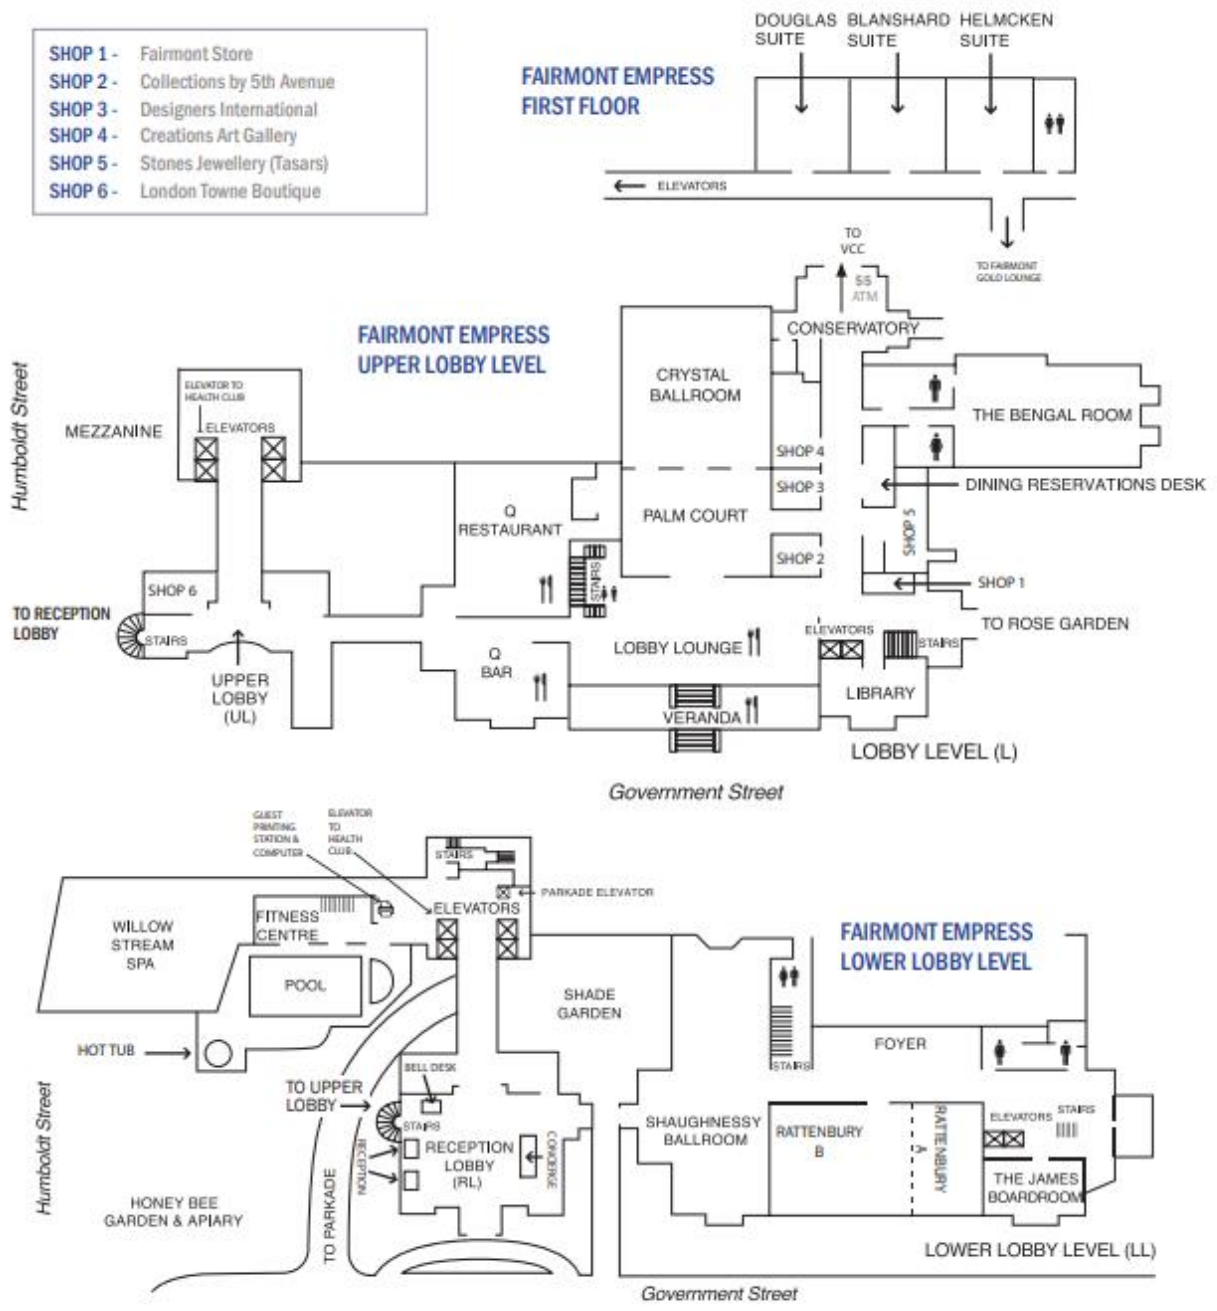 SHOP 1 - Fairmont Store
SHOP 2 - Collections by 5th Avenue
SHOP 3 - Designers International
SHOP 4 - Creations Art Gallery
SHOP 5 - Stones Jewellery (Tasars)
SHOP 6 - London Towne Boutique
FAIRMONT EMPRESS
FIRST FLOOR
DOUGLAS
SUITE
BLANSHARD
SUITE
HELMCKEN
SUITE
ELEVATORS
TO FAIRMONT
GOLD LOUNGE
FAIRMONT EMPRESS
UPPER LOBBY LEVEL
TO
VCC
ATM
CONSERVATORY
Humboldt Street
MEZZANINE
ELEVATOR TO
HEALTH CLUB
ELEVATORS
CRYSTAL
BALLROOM
THE BENGAL ROOM
SHOP 4
SHOP 3
DINING RESERVATIONS DESK
Q
RESTAURANT
PALM COURT
SHOP 5
SHOP 2
SHOP 1
STAIRS
SHOP 6
TO RECEPTION
LOBBY
STAIRS
UPPER
LOBBY
(UL)
Q
BAR
LOBBY LOUNGE
ELEVATORS
STAIRS
TO ROSE GARDEN
LIBRARY
VERANDA
LOBBY LEVEL (L)
Government Street
GUEST
PRINTING
STATION &
COMPUTER
ELEVATOR
TO
HEALTH
CLUB
STAIRS
PARKADE ELEVATOR
ELEVATORS
FITNESS
CENTRE
WILLOW
STREAM
SPA
POOL
HOT TUB
SHADE
GARDEN
FAIRMONT EMPRESS
LOWER LOBBY LEVEL
FOYER
STAIRS
BELL DESK
TO UPPER
LOBBY
STAIRS
RECEPTION
RECEPTION
LOBBY
(RL)
CONCIERGE
SHAUGHNESSY
BALLROOM
RATTENBURY
B
RATTENBURY
A
ELEVATORS
STAIRS
THE JAMES
BOARDROOM
Humboldt Street
HONEY BEE
GARDEN & APIARY
TO PARKADE
LOWER LOBBY LEVEL (LL)
Government Street